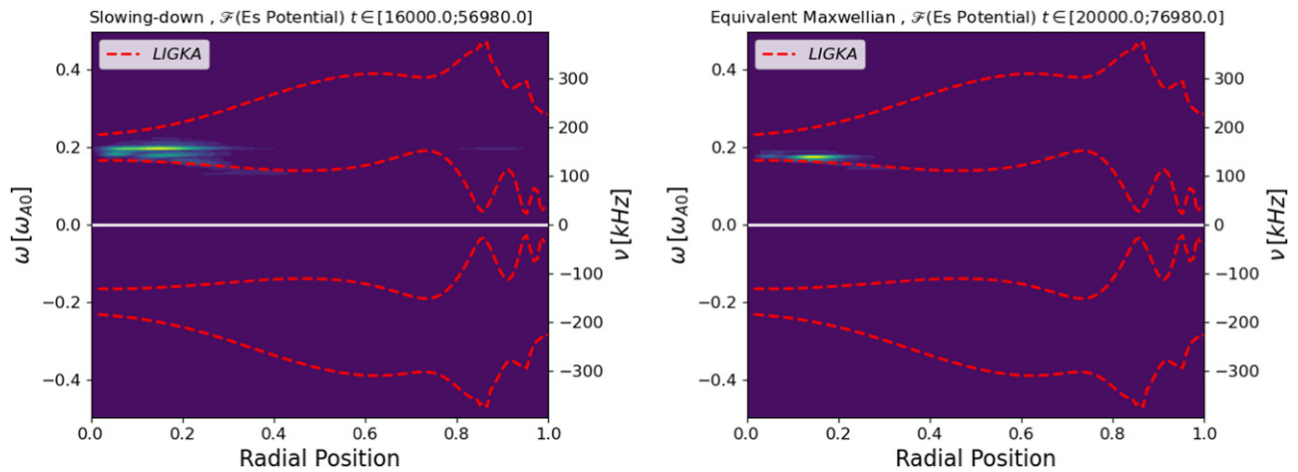 Slowing-down , ℱ(Es Potential) t∈[16000.0;56980.0]
LIGKA
0.4
0.2
0.0
−0.2
−0.4
ω [ω_{A0}]
300
200
100
0
−100
−200
−300
ν [kHz]
0.0 0.2 0.4 0.6 0.8 1.0
Radial Position
Equivalent Maxwellian , ℱ(Es Potential) t∈[20000.0;76980.0]
LIGKA
0.4
0.2
0.0
−0.2
−0.4
ω [ω_{A0}]
300
200
100
0
−100
−200
−300
ν [kHz]
0.0 0.2 0.4 0.6 0.8 1.0
Radial Position